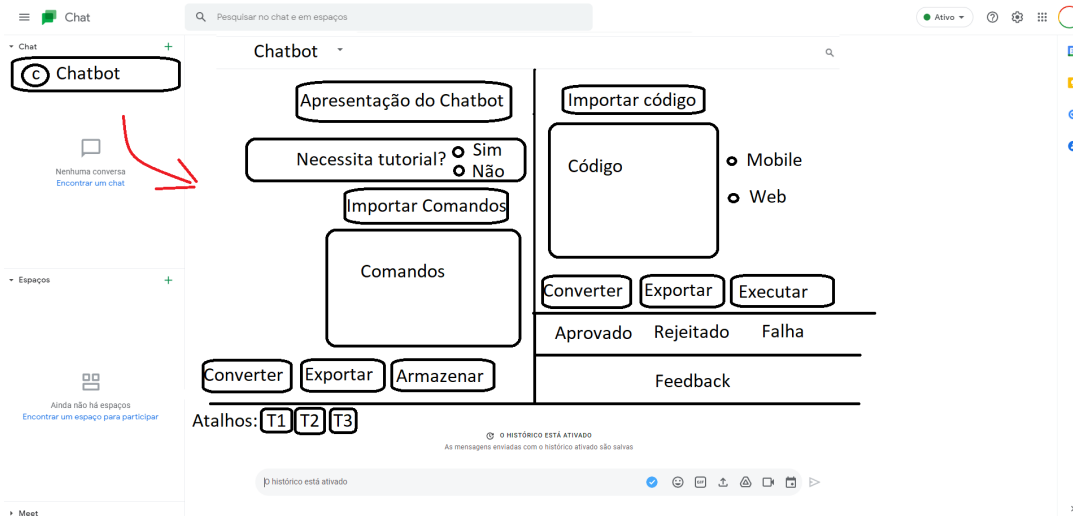 Chat
Pesquisar no chat e em espaços
Ativo
Chat
C Chatbot
Nenhuma conversa
Encontrar um chat
Espaços
Ainda não há espaços
Encontrar um espaço para participar
Meet
Chatbot
Apresentação do Chatbot
Necessita tutorial?
Sim
Não
Importar Comandos
Comandos
Converter
Exportar
Armazenar
Importar código
Código
Mobile
Web
Converter
Exportar
Executar
Aprovado
Rejeitado
Falha
Feedback
Atalhos: T1 T2 T3
O HISTÓRICO ESTÁ ATIVADO
As mensagens enviadas com o histórico ativado são salvas
O histórico está ativado
GIF